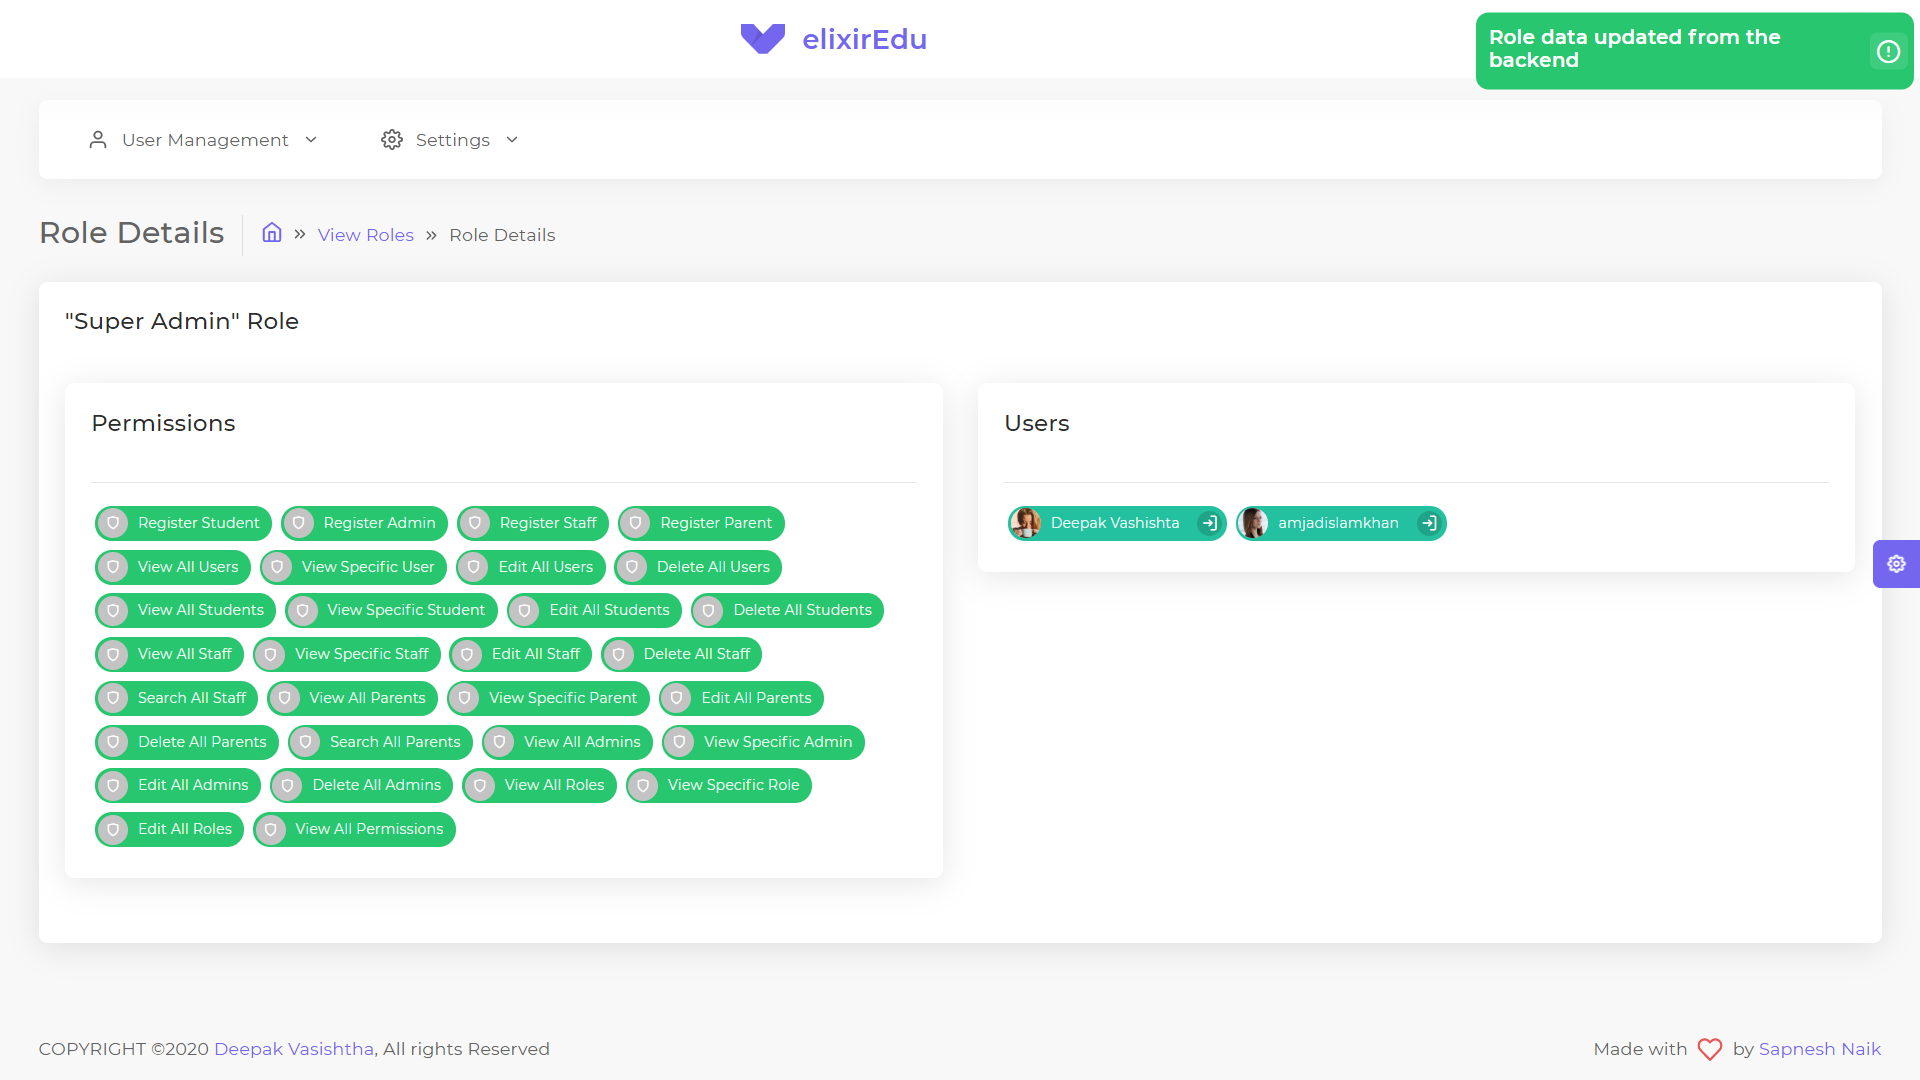 elixirEdu
Role data updated from the
backend
User Management
Settings
Role Details
View Roles » Role Details
"Super Admin" Role
Permissions
Register Student Register Admin Register Staff Register Parent
View All Users View Specific User Edit All Users Delete All Users
View All Students View Specific Student Edit All Students Delete All Students
View All Staff View Specific Staff Edit All Staff Delete All Staff
Search All Staff View All Parents View Specific Parent Edit All Parents
Delete All Parents Search All Parents View All Admins View Specific Admin
Edit All Admins Delete All Admins View All Roles View Specific Role
Edit All Roles View All Permissions
Users
Deepak Vashishta amjadislamkhan
COPYRIGHT ©2020 Deepak Vasishtha, All rights Reserved
Made with by Sapnesh Naik